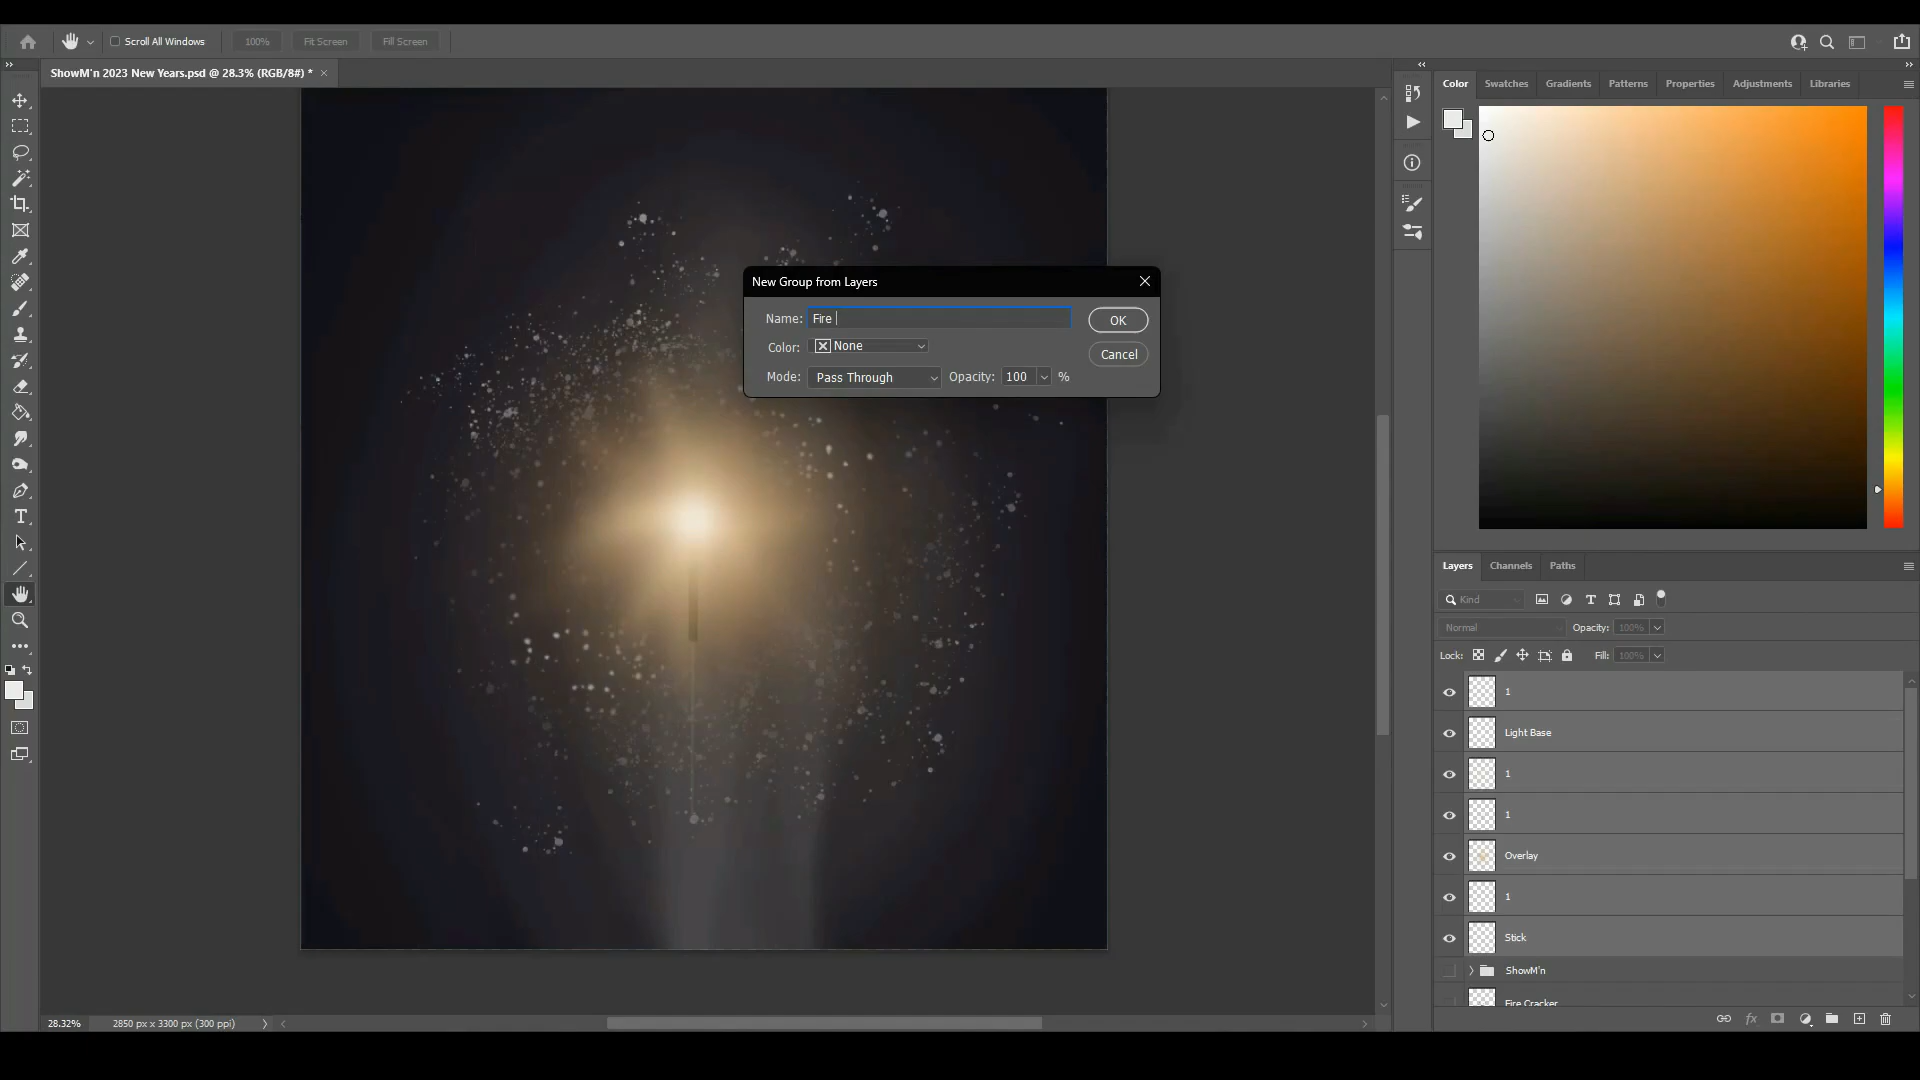 Scroll All Windows
100%
Fit Screen
Fill Screen
ShowM'n 2023 New Years.psd @ 28.3% (RGB/8#) *
Color
Swatches
Gradients
Patterns
Properties
Adjustments
Libraries
New Group from Layers
Name: Fire
OK
Color: None
Cancel
Mode: Pass Through
Opacity: 100 %
Layers
Channels
Paths
Kind
Normal
Opacity: 100%
Lock:
Fill: 100%
1
Light Base
1
1
Overlay
1
Stick
ShowM'n
Fire Cracker
28.32%
2850 px x 3300 px (300 ppi)